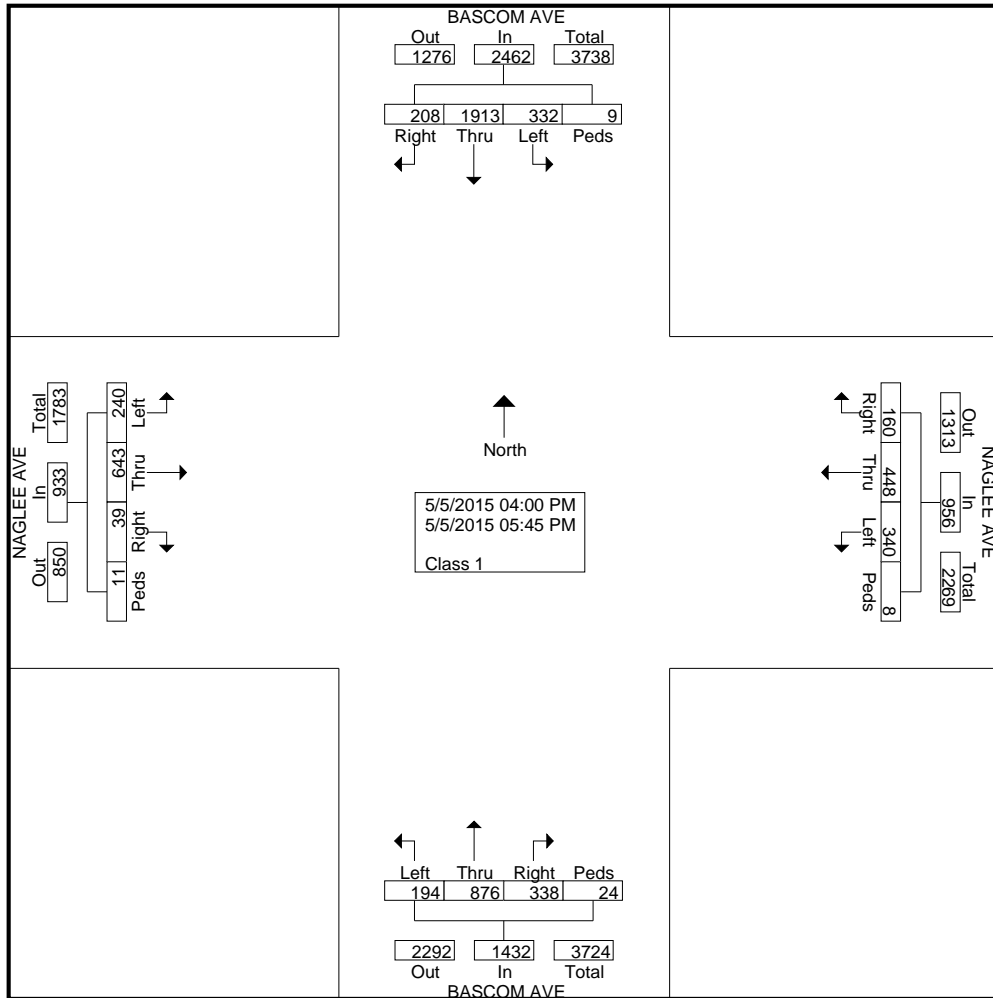 BASCOM AVE
Out In Total
1276 2462 3738
208 1913 332 9
Right Thru Left Peds
NAGLEE AVE
Total In Out
1783 933 850
240 643 39 11
Left Thru Right Peds
North
5/5/2015 04:00 PM
5/5/2015 05:45 PM
Class 1
Right Thru Left Peds
160 448 340 8
Out In Total
1313 956 2269
NAGLEE AVE
Left Thru Right Peds
194 876 338 24
2292 1432 3724
Out In Total
BASCOM AVE